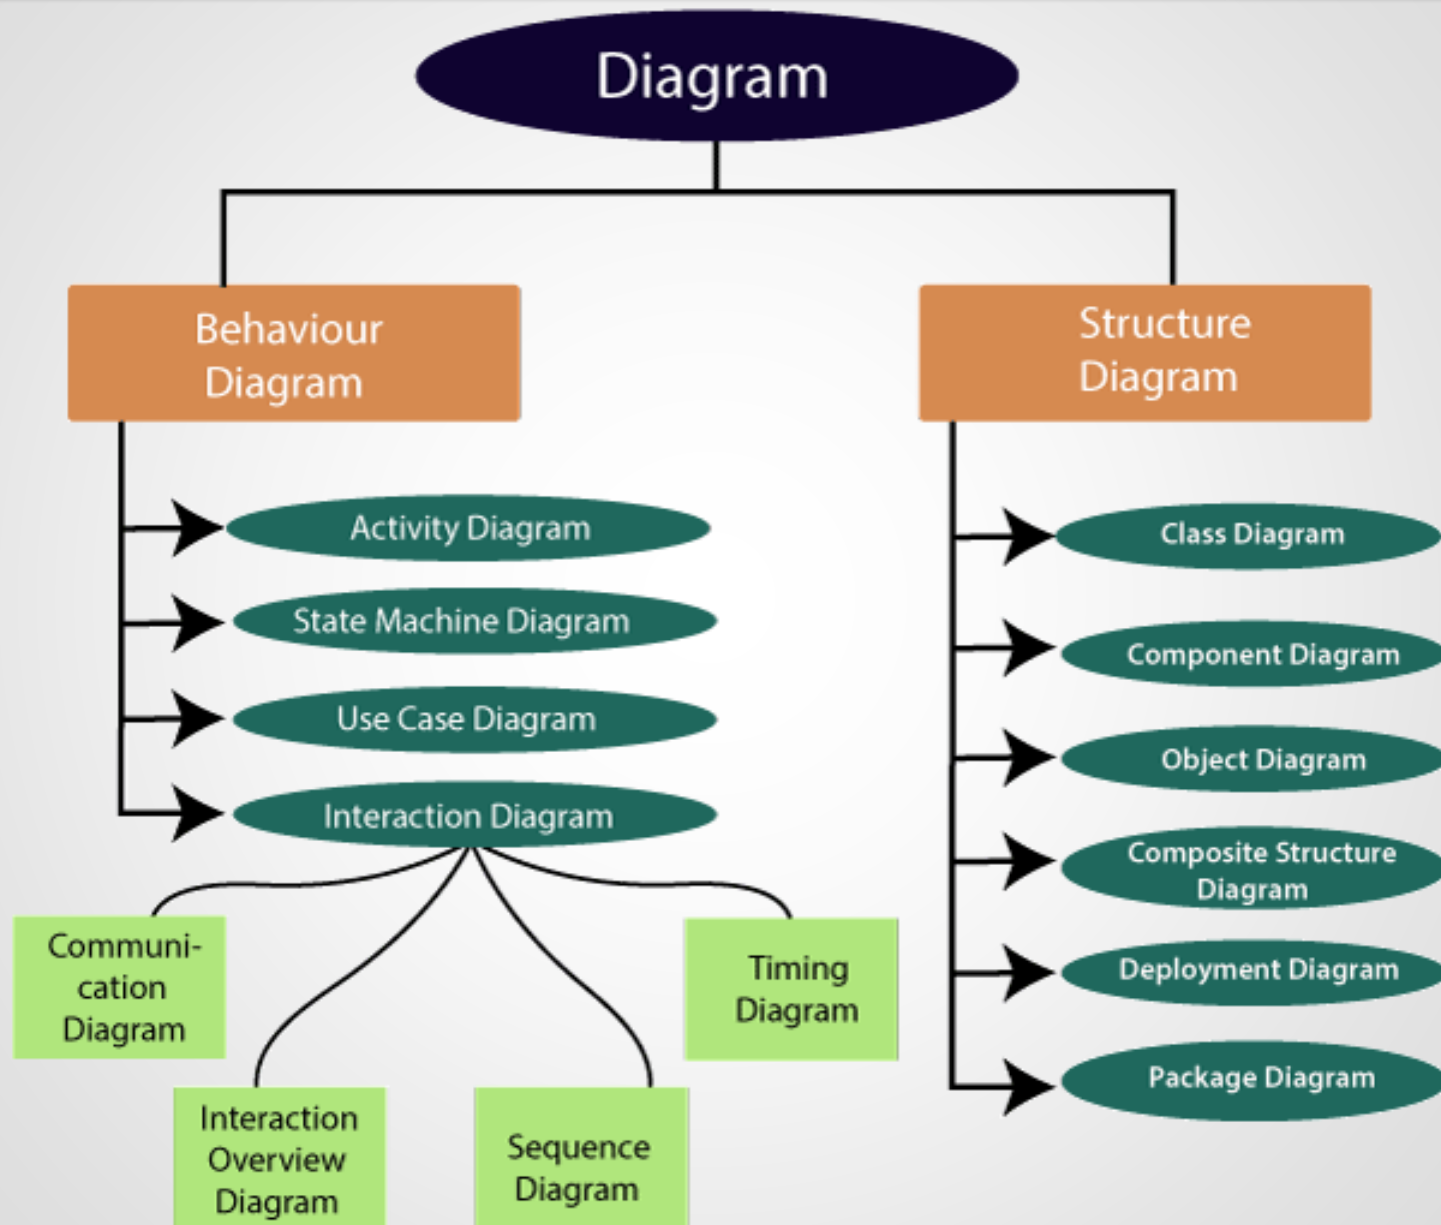 Diagram
Behaviour
Diagram
Structure
Diagram
Activity Diagram
State Machine Diagram
Use Case Diagram
Interaction Diagram
Communi-
cation
Diagram
Interaction
Overview
Diagram
Sequence
Diagram
Timing
Diagram
Class Diagram
Component Diagram
Object Diagram
Composite Structure
Diagram
Deployment Diagram
Package Diagram